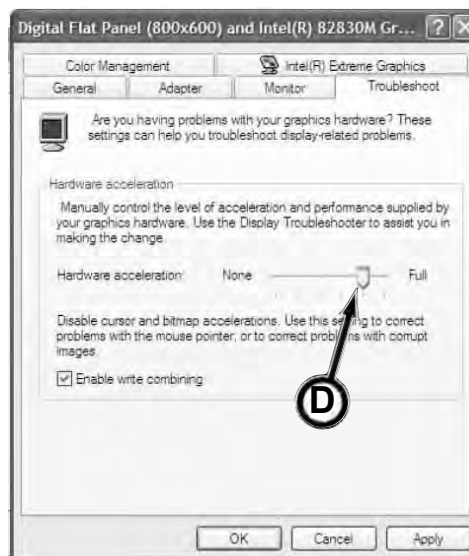 Digital Flat Panel (800x600) and Intel(R) 82830M Gr... ? X
Color Management Intel(R) Extreme Graphics
General Adapter Monitor Troubleshoot
Are you having problems with your graphics hardware? These
settings can help you troubleshoot display-related problems.
Hardware acceleration
Manually control the level of acceleration and performance supplied by
your graphics hardware. Use the Display Troubleshooter to assist you in
making the change.
Hardware acceleration: None Full
Disable cursor and bitmap accelerations. Use this setting to correct
problems with the mouse pointer, or to correct problems with corrupt
images.
Enable write combining
D
OK Cancel Apply